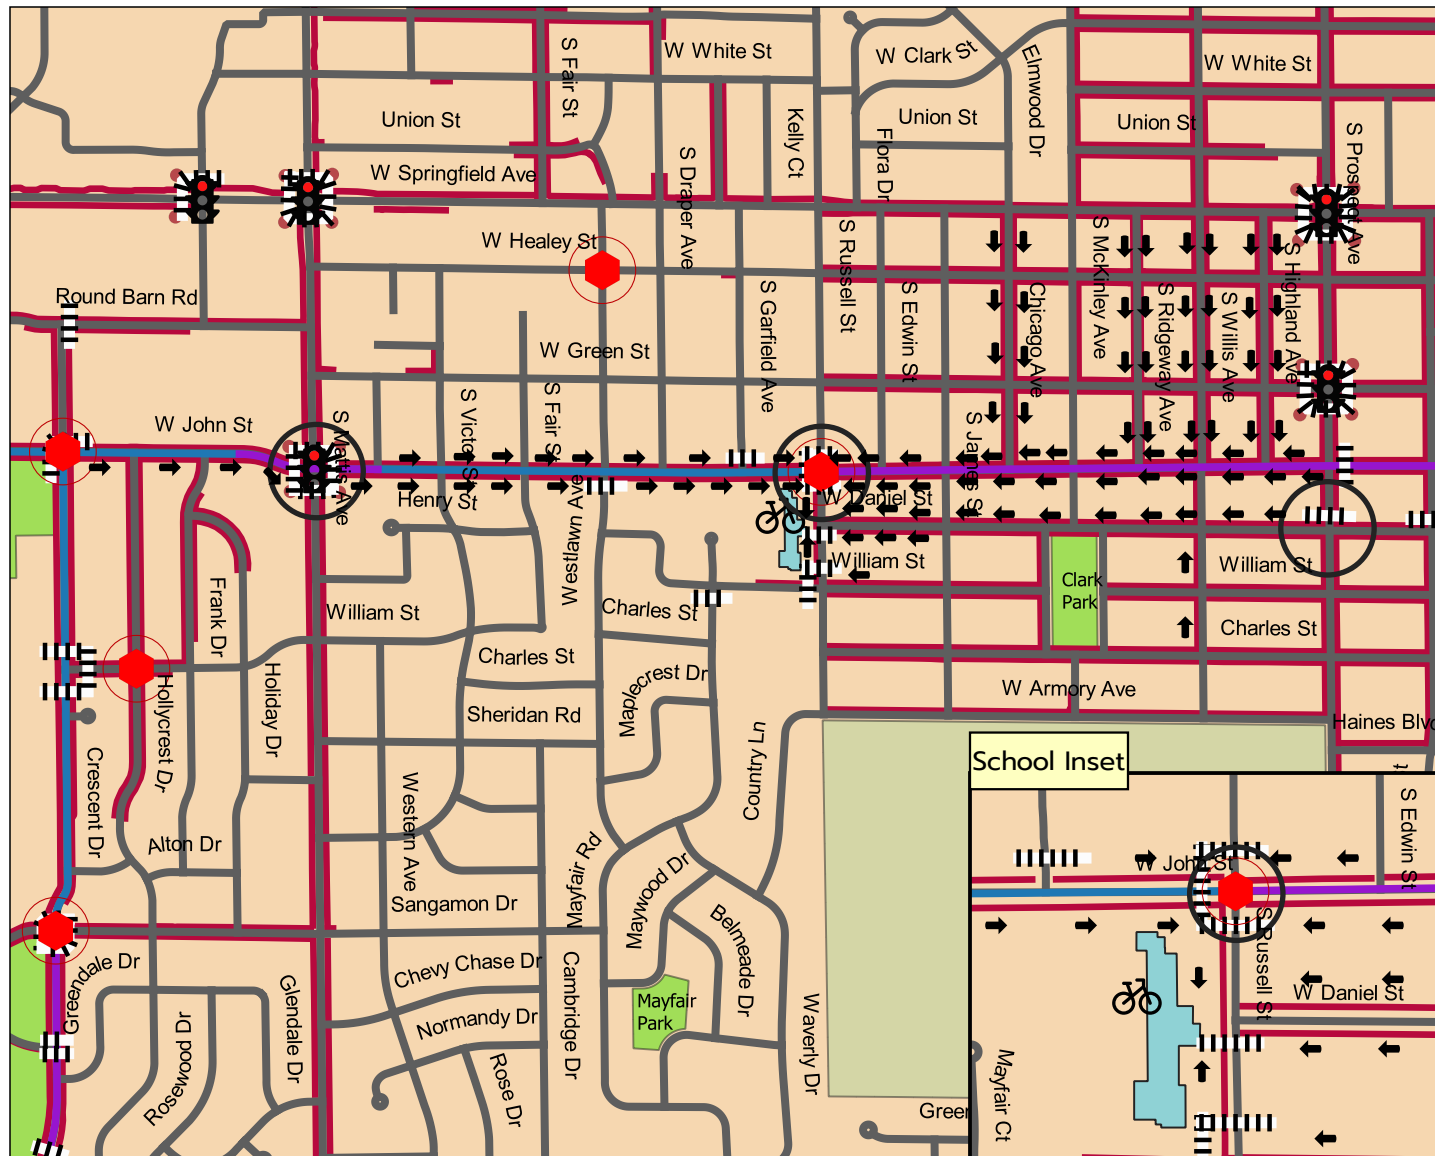 W White St
S Fair St
W Clark St
Elmwood Dr
W White St
Union St
Kelly Ct
Union St
Flora Dr
Union St
S Prospect Ave
W Springfield Ave
S Draper Ave
W Healey St
S Russell St
S McKinley Ave
S Highland Ave
Round Barn Rd
S Garfield Ave
S Edwin St
Chicago Ave
S Ridgeway Ave
S Willis Ave
W Green St
W John St
S Mattis Ave
S Victor St
S Fair St
S James St
Henry St
Westlawn Ave
W Daniel St
William St
William St
Frank Dr
William St
Clark
Park
Charles St
Charles St
Charles St
Hollycrest Dr
Holiday Dr
Maplecrest Dr
W Armory Ave
Sheridan Rd
Haines Blvd
Crescent Dr
Country Ln
School Inset
Western Ave
S Edwin St
Alton Dr
Mayfair Rd
Maywood Dr
W John St
Sangamon Dr
Belmeade Dr
S Russell St
Greendale Dr
Chevy Chase Dr
Glendale Dr
Cambridge Dr
Mayfair
Park
Waverly Dr
W Daniel St
Normandy Dr
Rosewood Dr
Rose Dr
Mayfair Ct
Greer